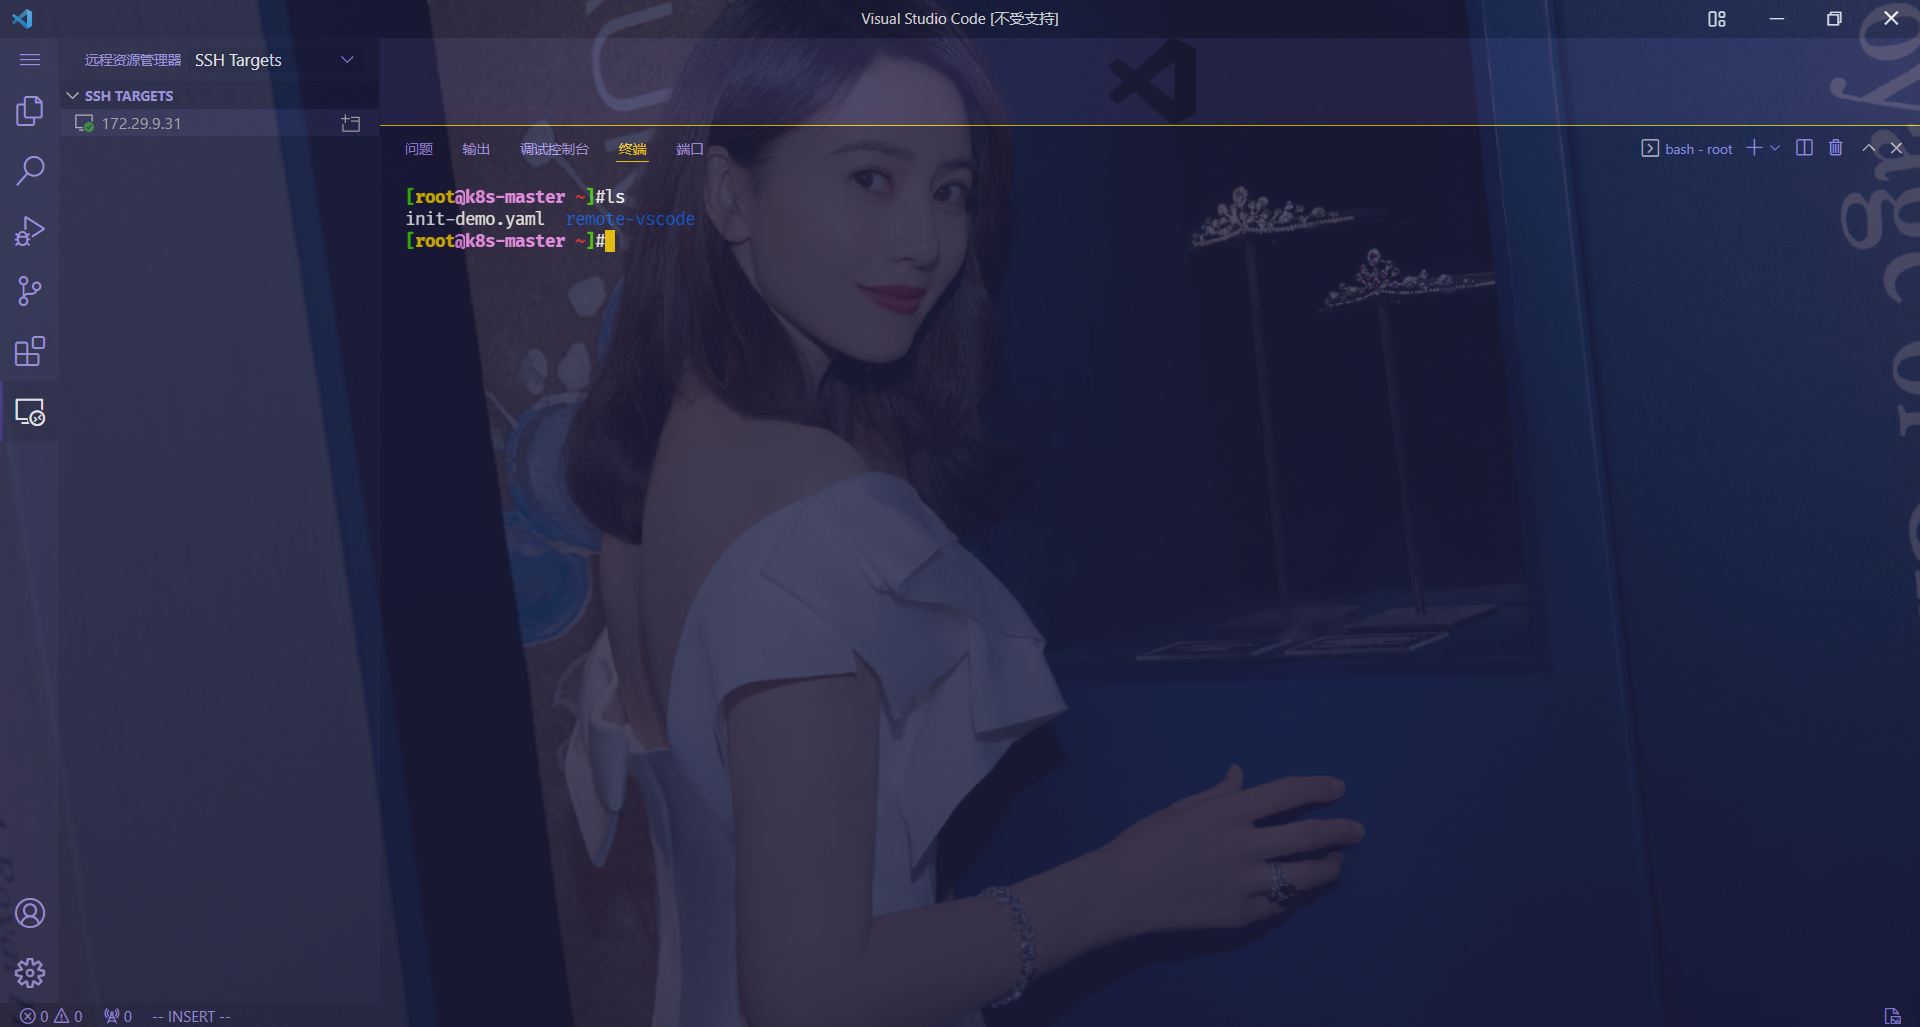 Visual Studio Code [不受支持]
远程资源管理器 SSH Targets
SSH TARGETS
172.29.9.31
问题 输出 调试控制台 终端 端口
bash - root
[root@k8s-master ~]#ls
init-demo.yaml remote-vscode
[root@k8s-master ~]#
0 0 0 -- INSERT --